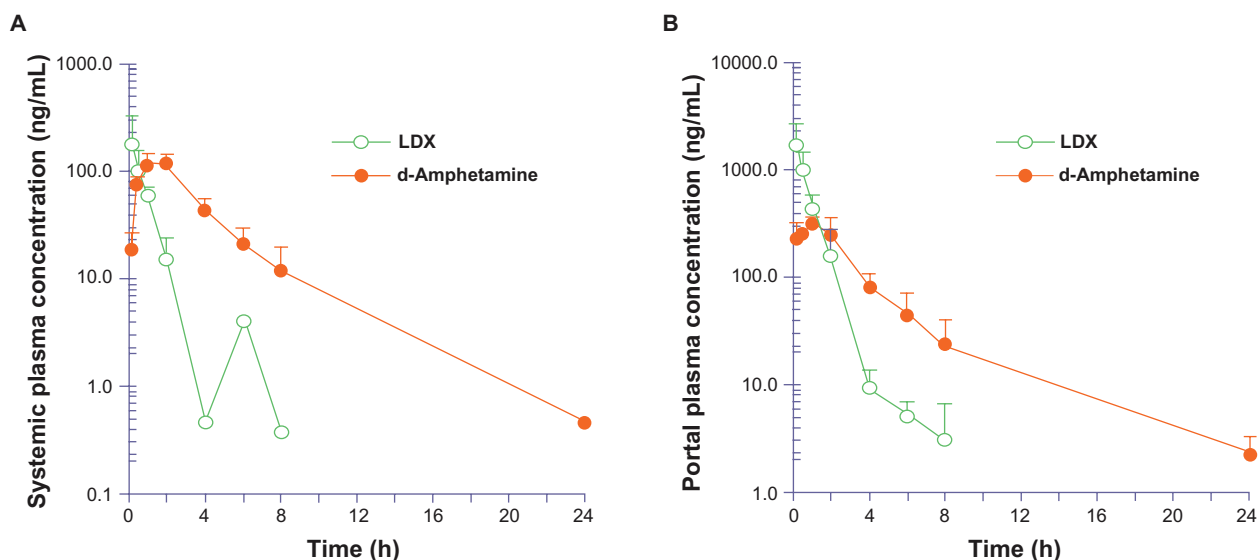 A
Systemic plasma concentration (ng/mL)
1000.0
100.0
10.0
1.0
0.1
LDX
d-Amphetamine
0 4 8 12 16 20 24
Time (h)
B
Portal plasma concentration (ng/mL)
10000.0
1000.0
100.0
10.0
1.0
LDX
d-Amphetamine
0 4 8 12 16 20 24
Time (h)